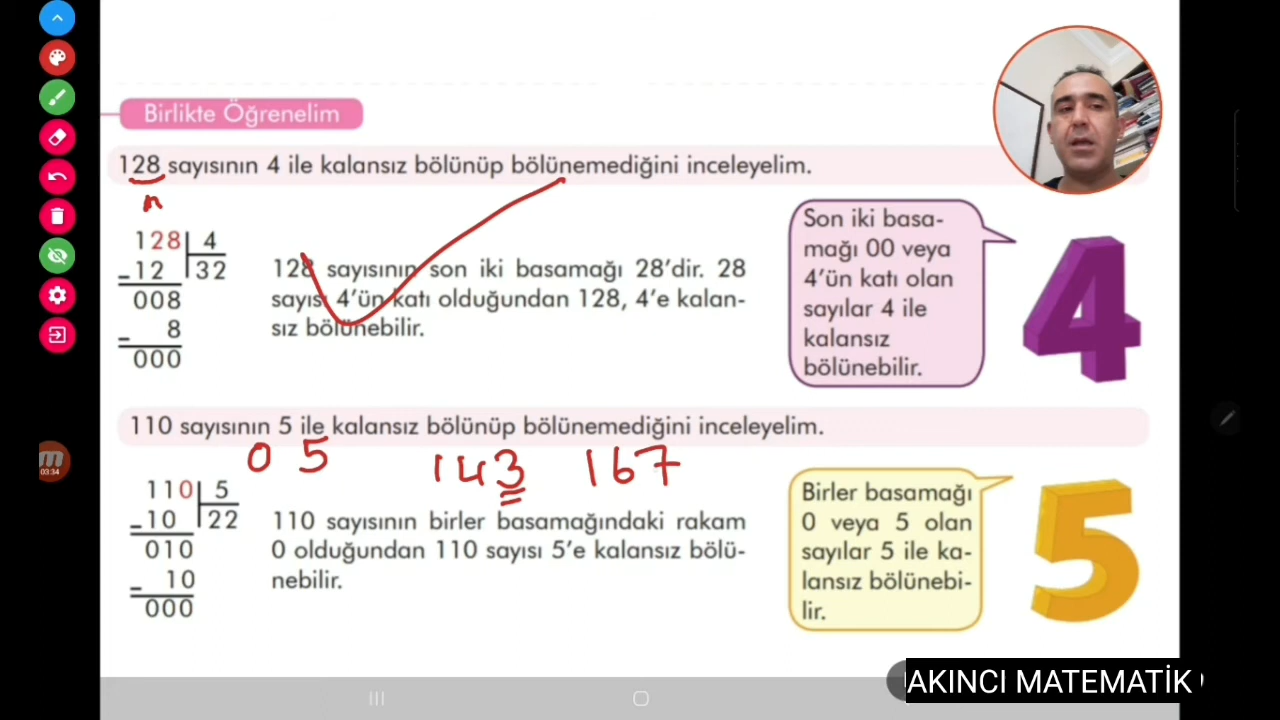 Birlikte Öğrenelim
128 sayısının 4 ile kalansız bölünüp bölünemediğini inceleyelim.
n
128 4
-12 32
008
- 8
000
128 sayısının son iki basamağı 28'dir. 28
sayısı 4'ün katı olduğundan 128, 4'e kalan-
sız bölünebilir.
Son iki basa-
mağı 00 veya
4'ün katı olan
sayılar 4 ile
kalansız
bölünebilir.
4
110 sayısının 5 ile kalansız bölünüp bölünemediğini inceleyelim.
0 5 143 167
110 5
-10 22
010
- 10
000
110 sayısının birler basamağındaki rakam
0 olduğundan 110 sayısı 5'e kalansız bölü-
nebilir.
Birler basamağı
0 veya 5 olan
sayılar 5 ile ka-
lansız bölünebi-
lir.
5
m
03:34
AKINCI MATEMATİK